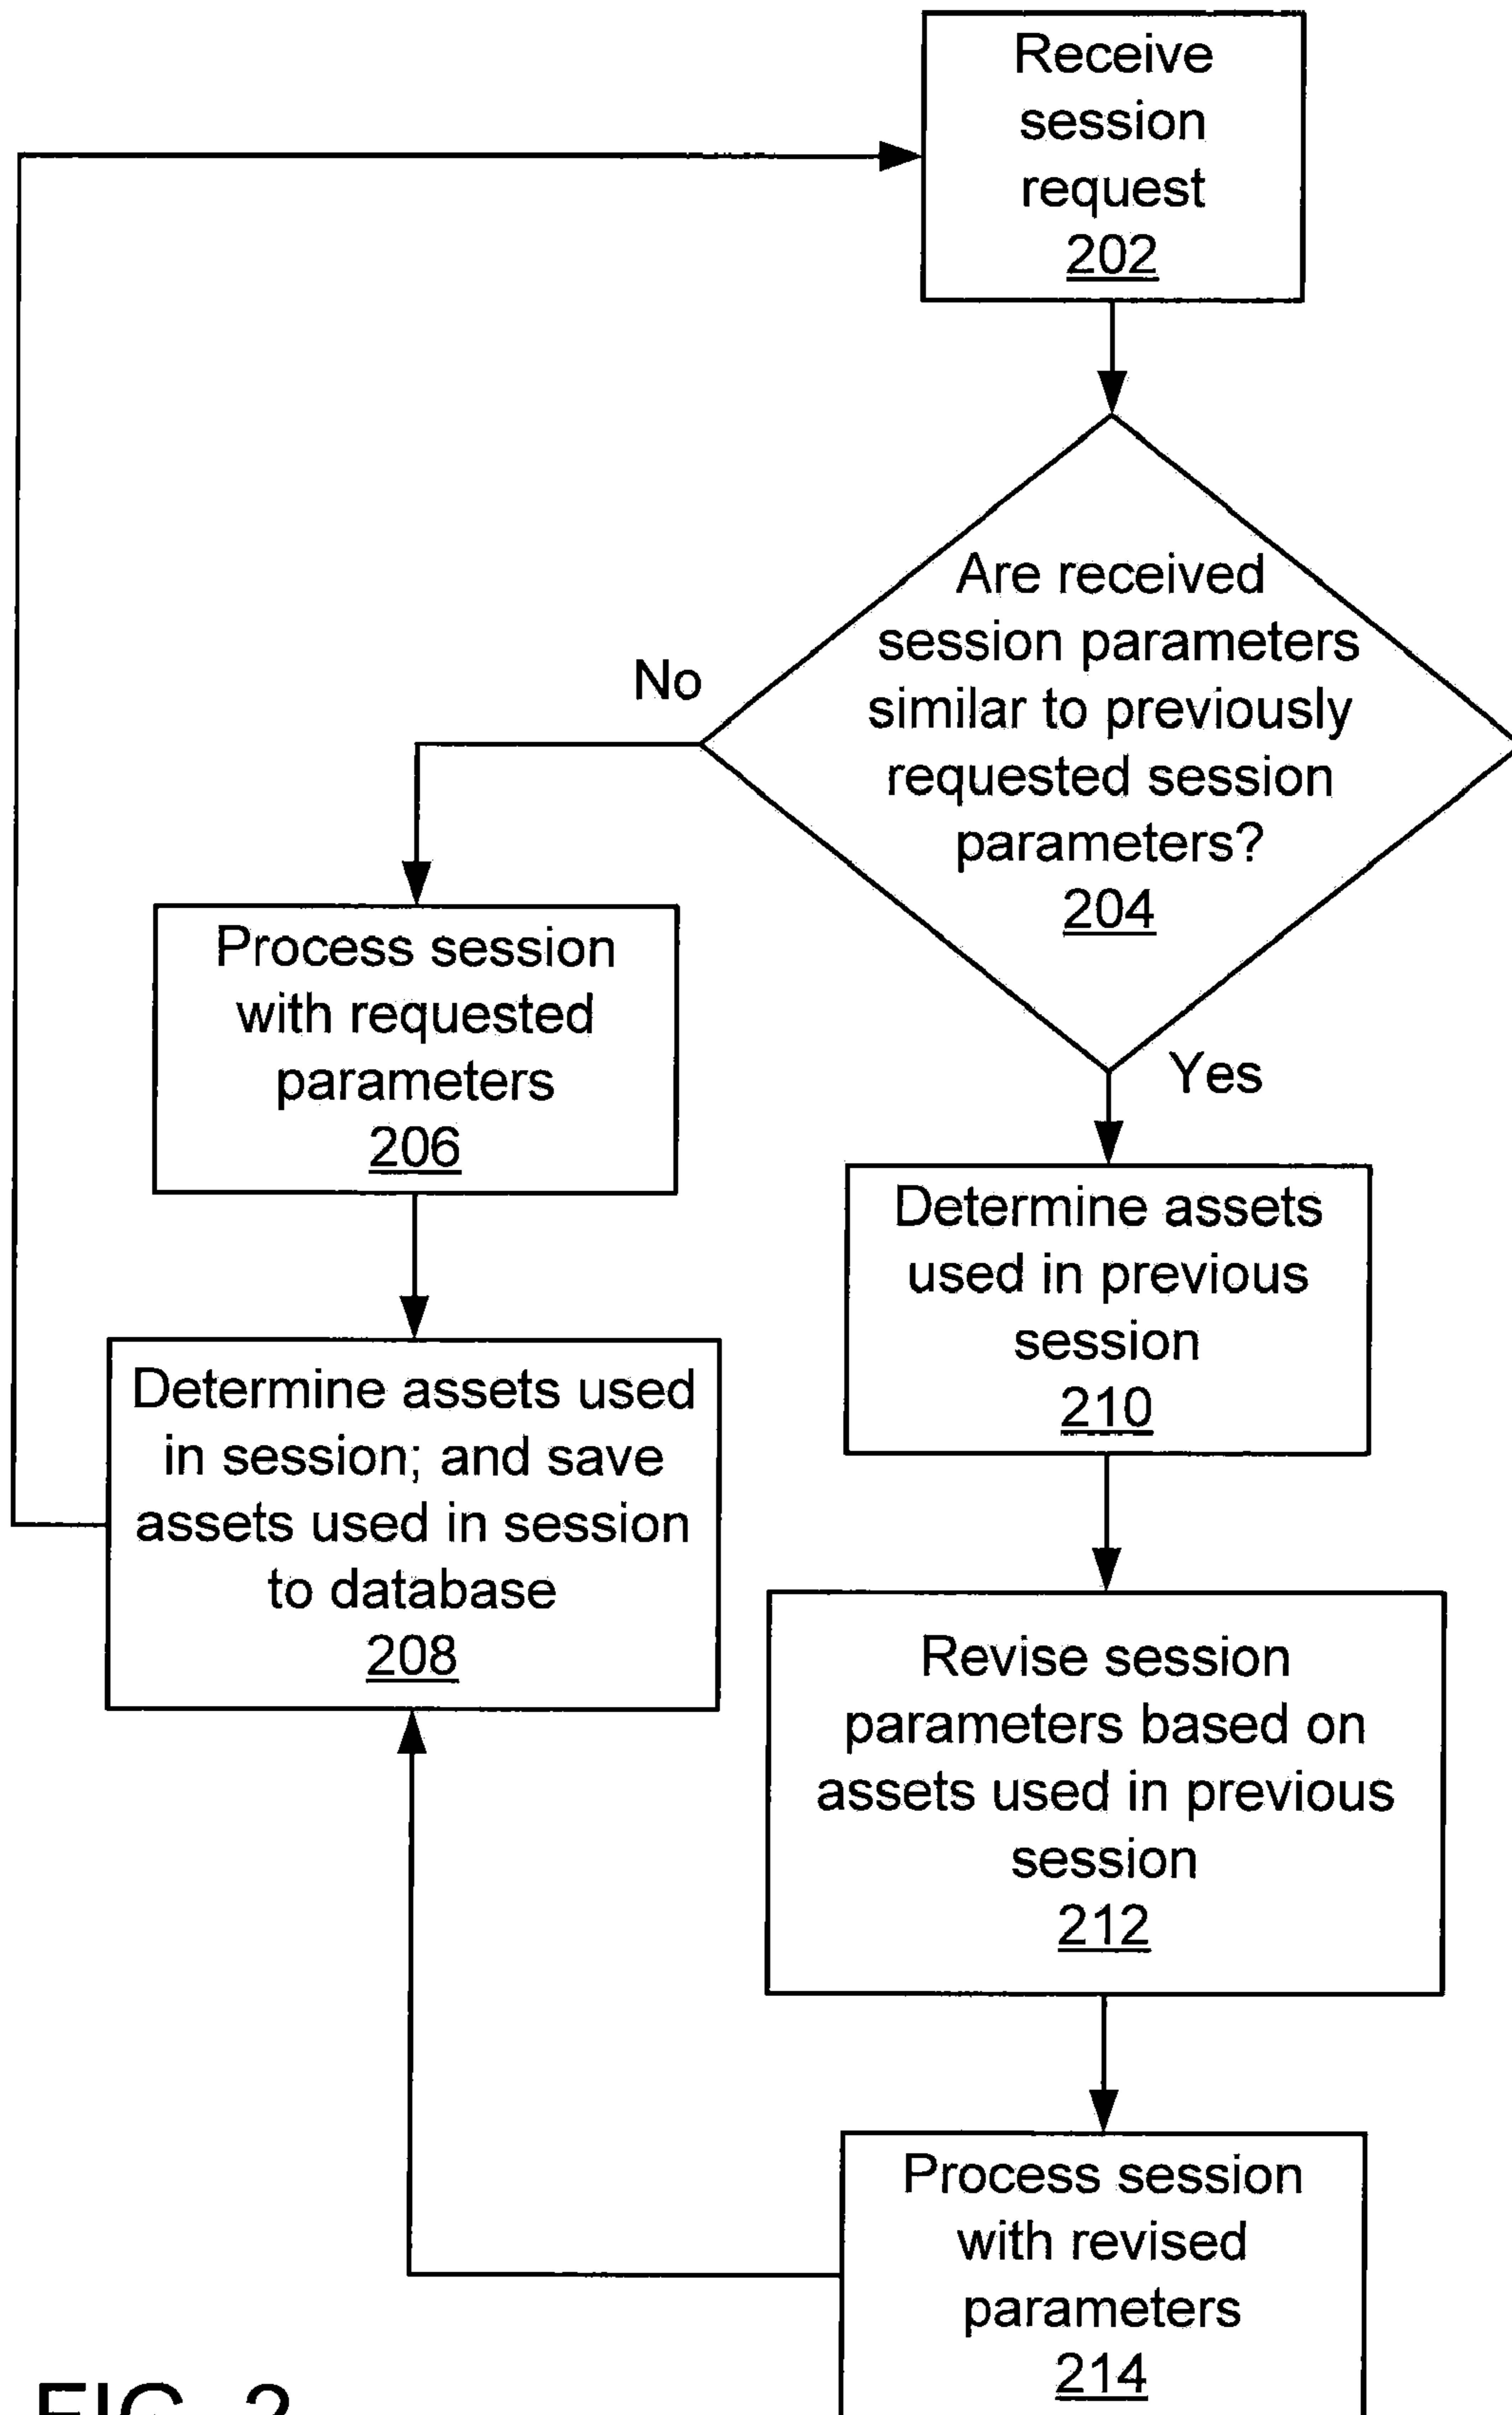 Receive
session
request
202
Are received
session parameters
similar to previously
requested session
parameters?
204
No
Yes
Process session
with requested
parameters
206
Determine assets
used in previous
session
210
Determine assets used
in session; and save
assets used in session
to database
208
Revise session
parameters based on
assets used in previous
session
212
Process session
with revised
parameters
214
FIG. 2